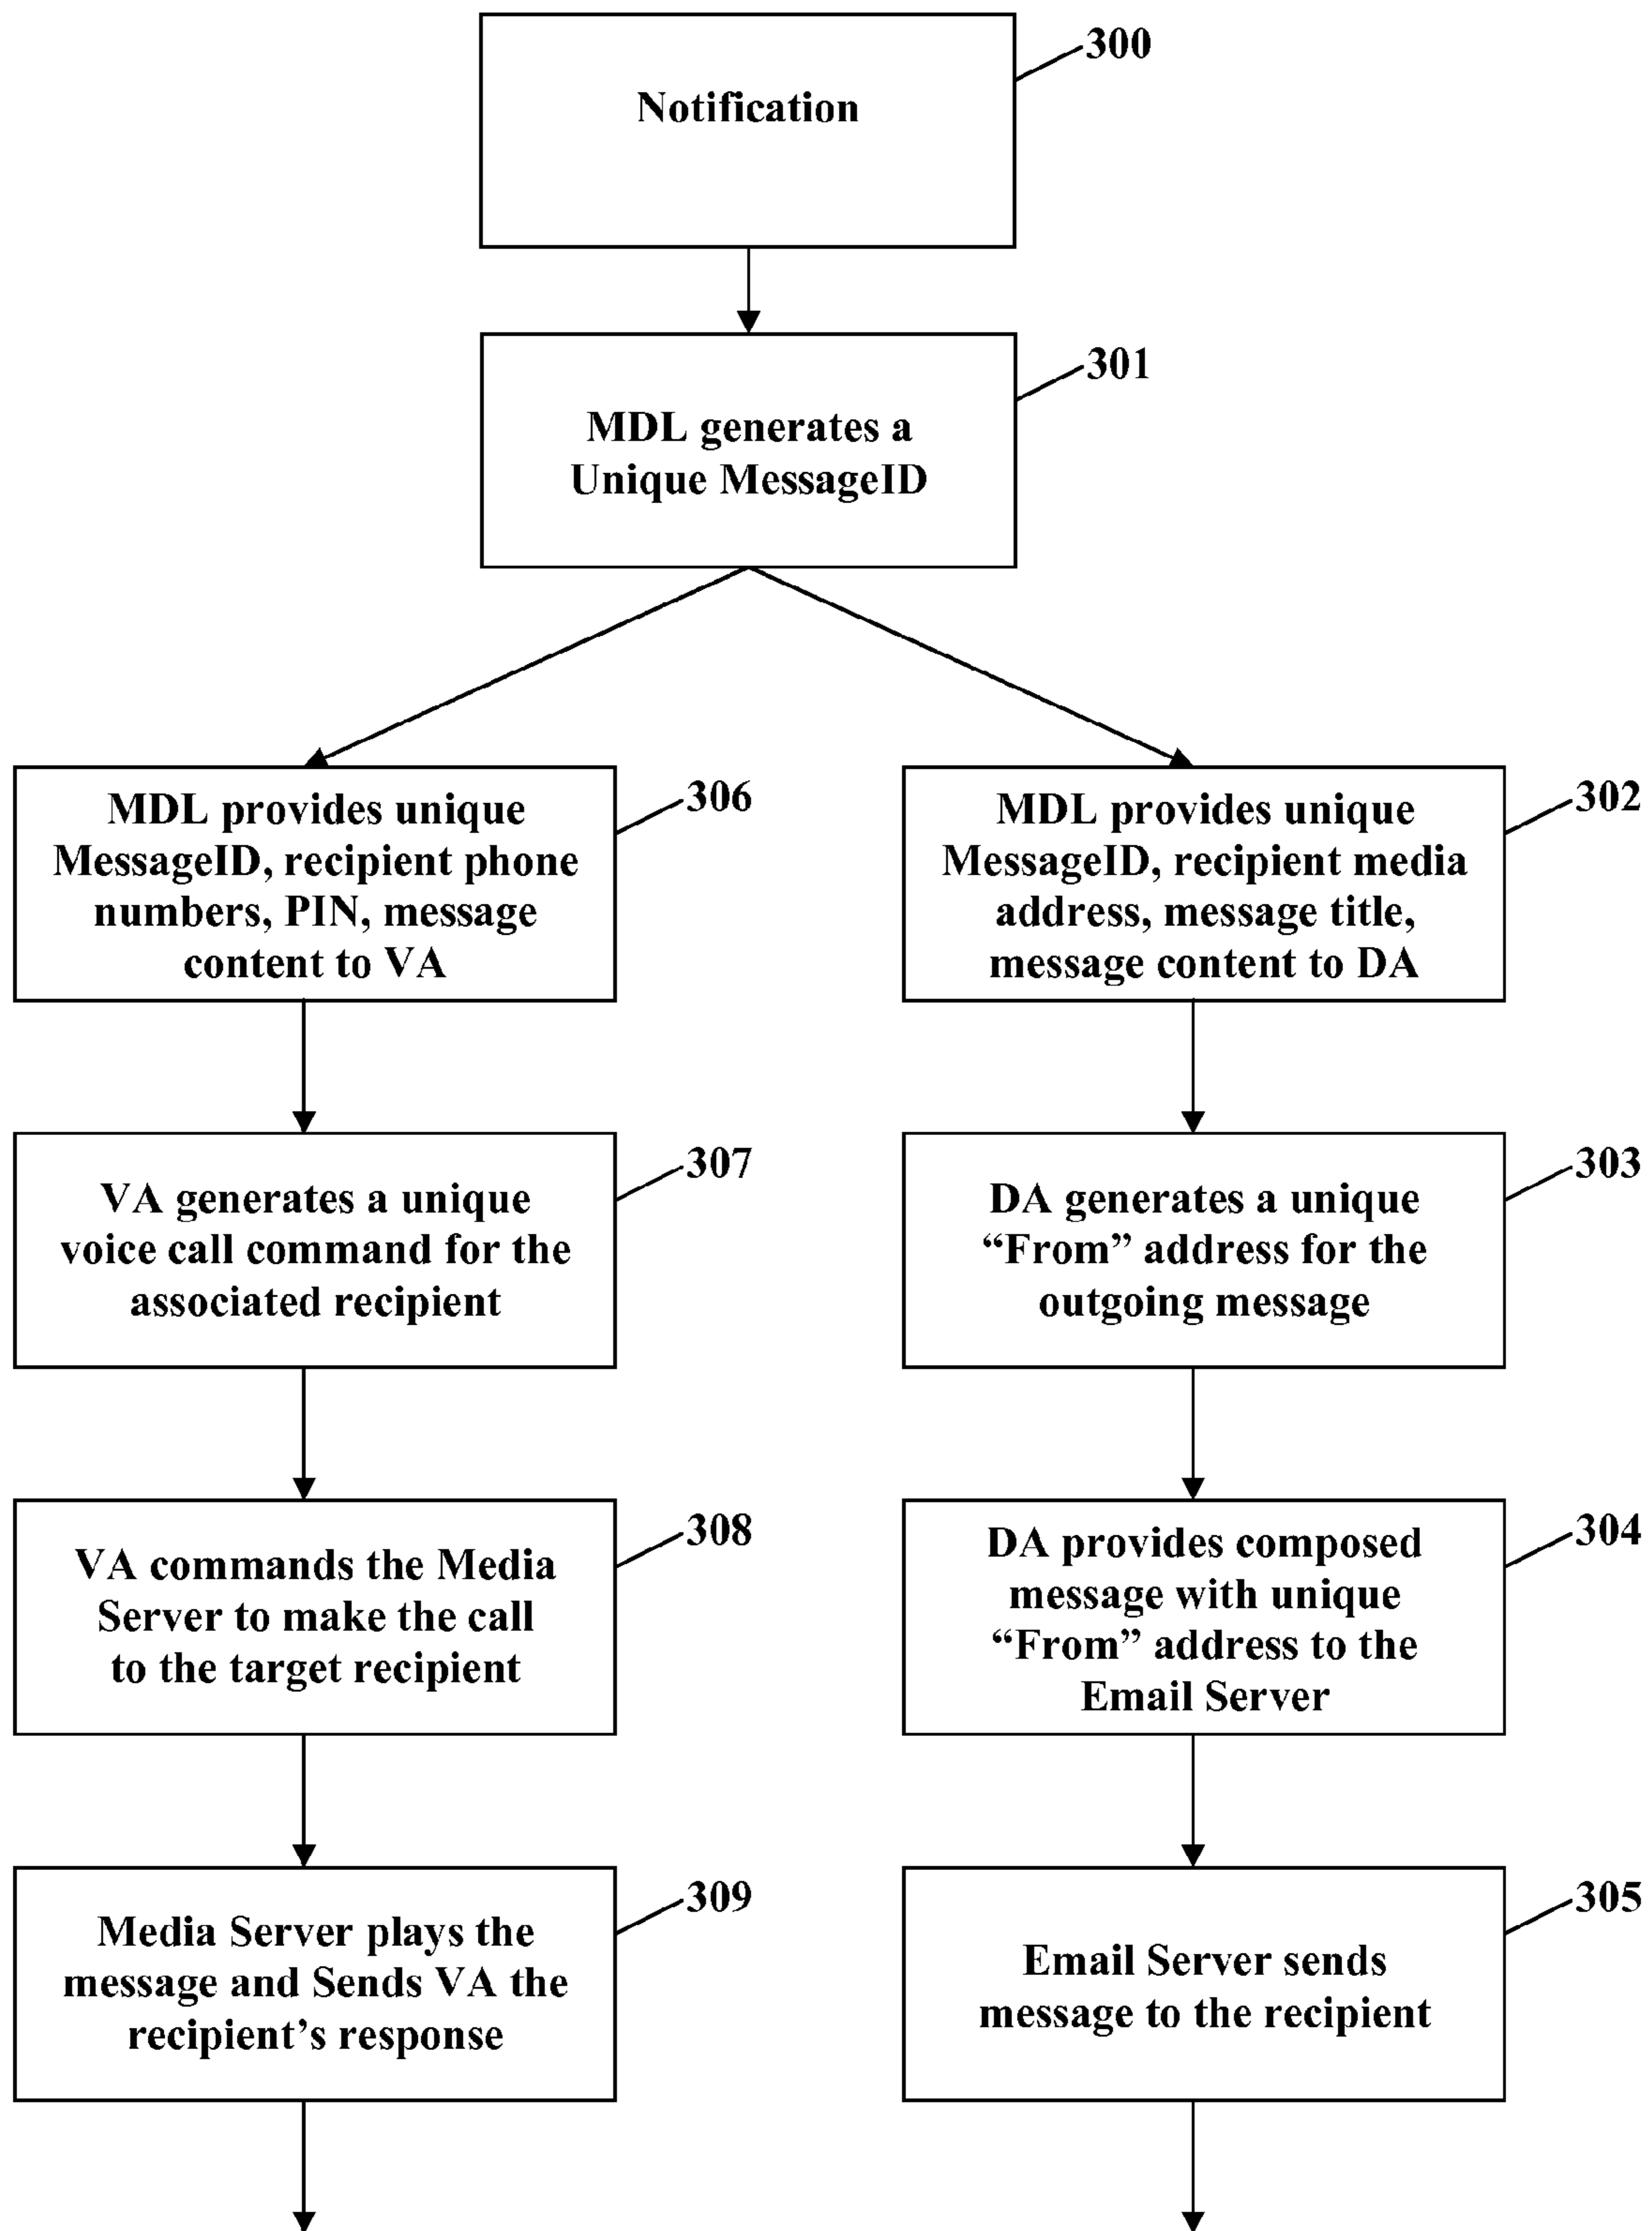 Notification
300
MDL generates a
Unique MessageID
301
MDL provides unique
MessageID, recipient phone
numbers, PIN, message
content to VA
306
MDL provides unique
MessageID, recipient media
address, message title,
message content to DA
302
VA generates a unique
voice call command for the
associated recipient
307
DA generates a unique
“From” address for the
outgoing message
303
VA commands the Media
Server to make the call
to the target recipient
308
DA provides composed
message with unique
“From” address to the
Email Server
304
Media Server plays the
message and Sends VA the
recipient’s response
309
Email Server sends
message to the recipient
305